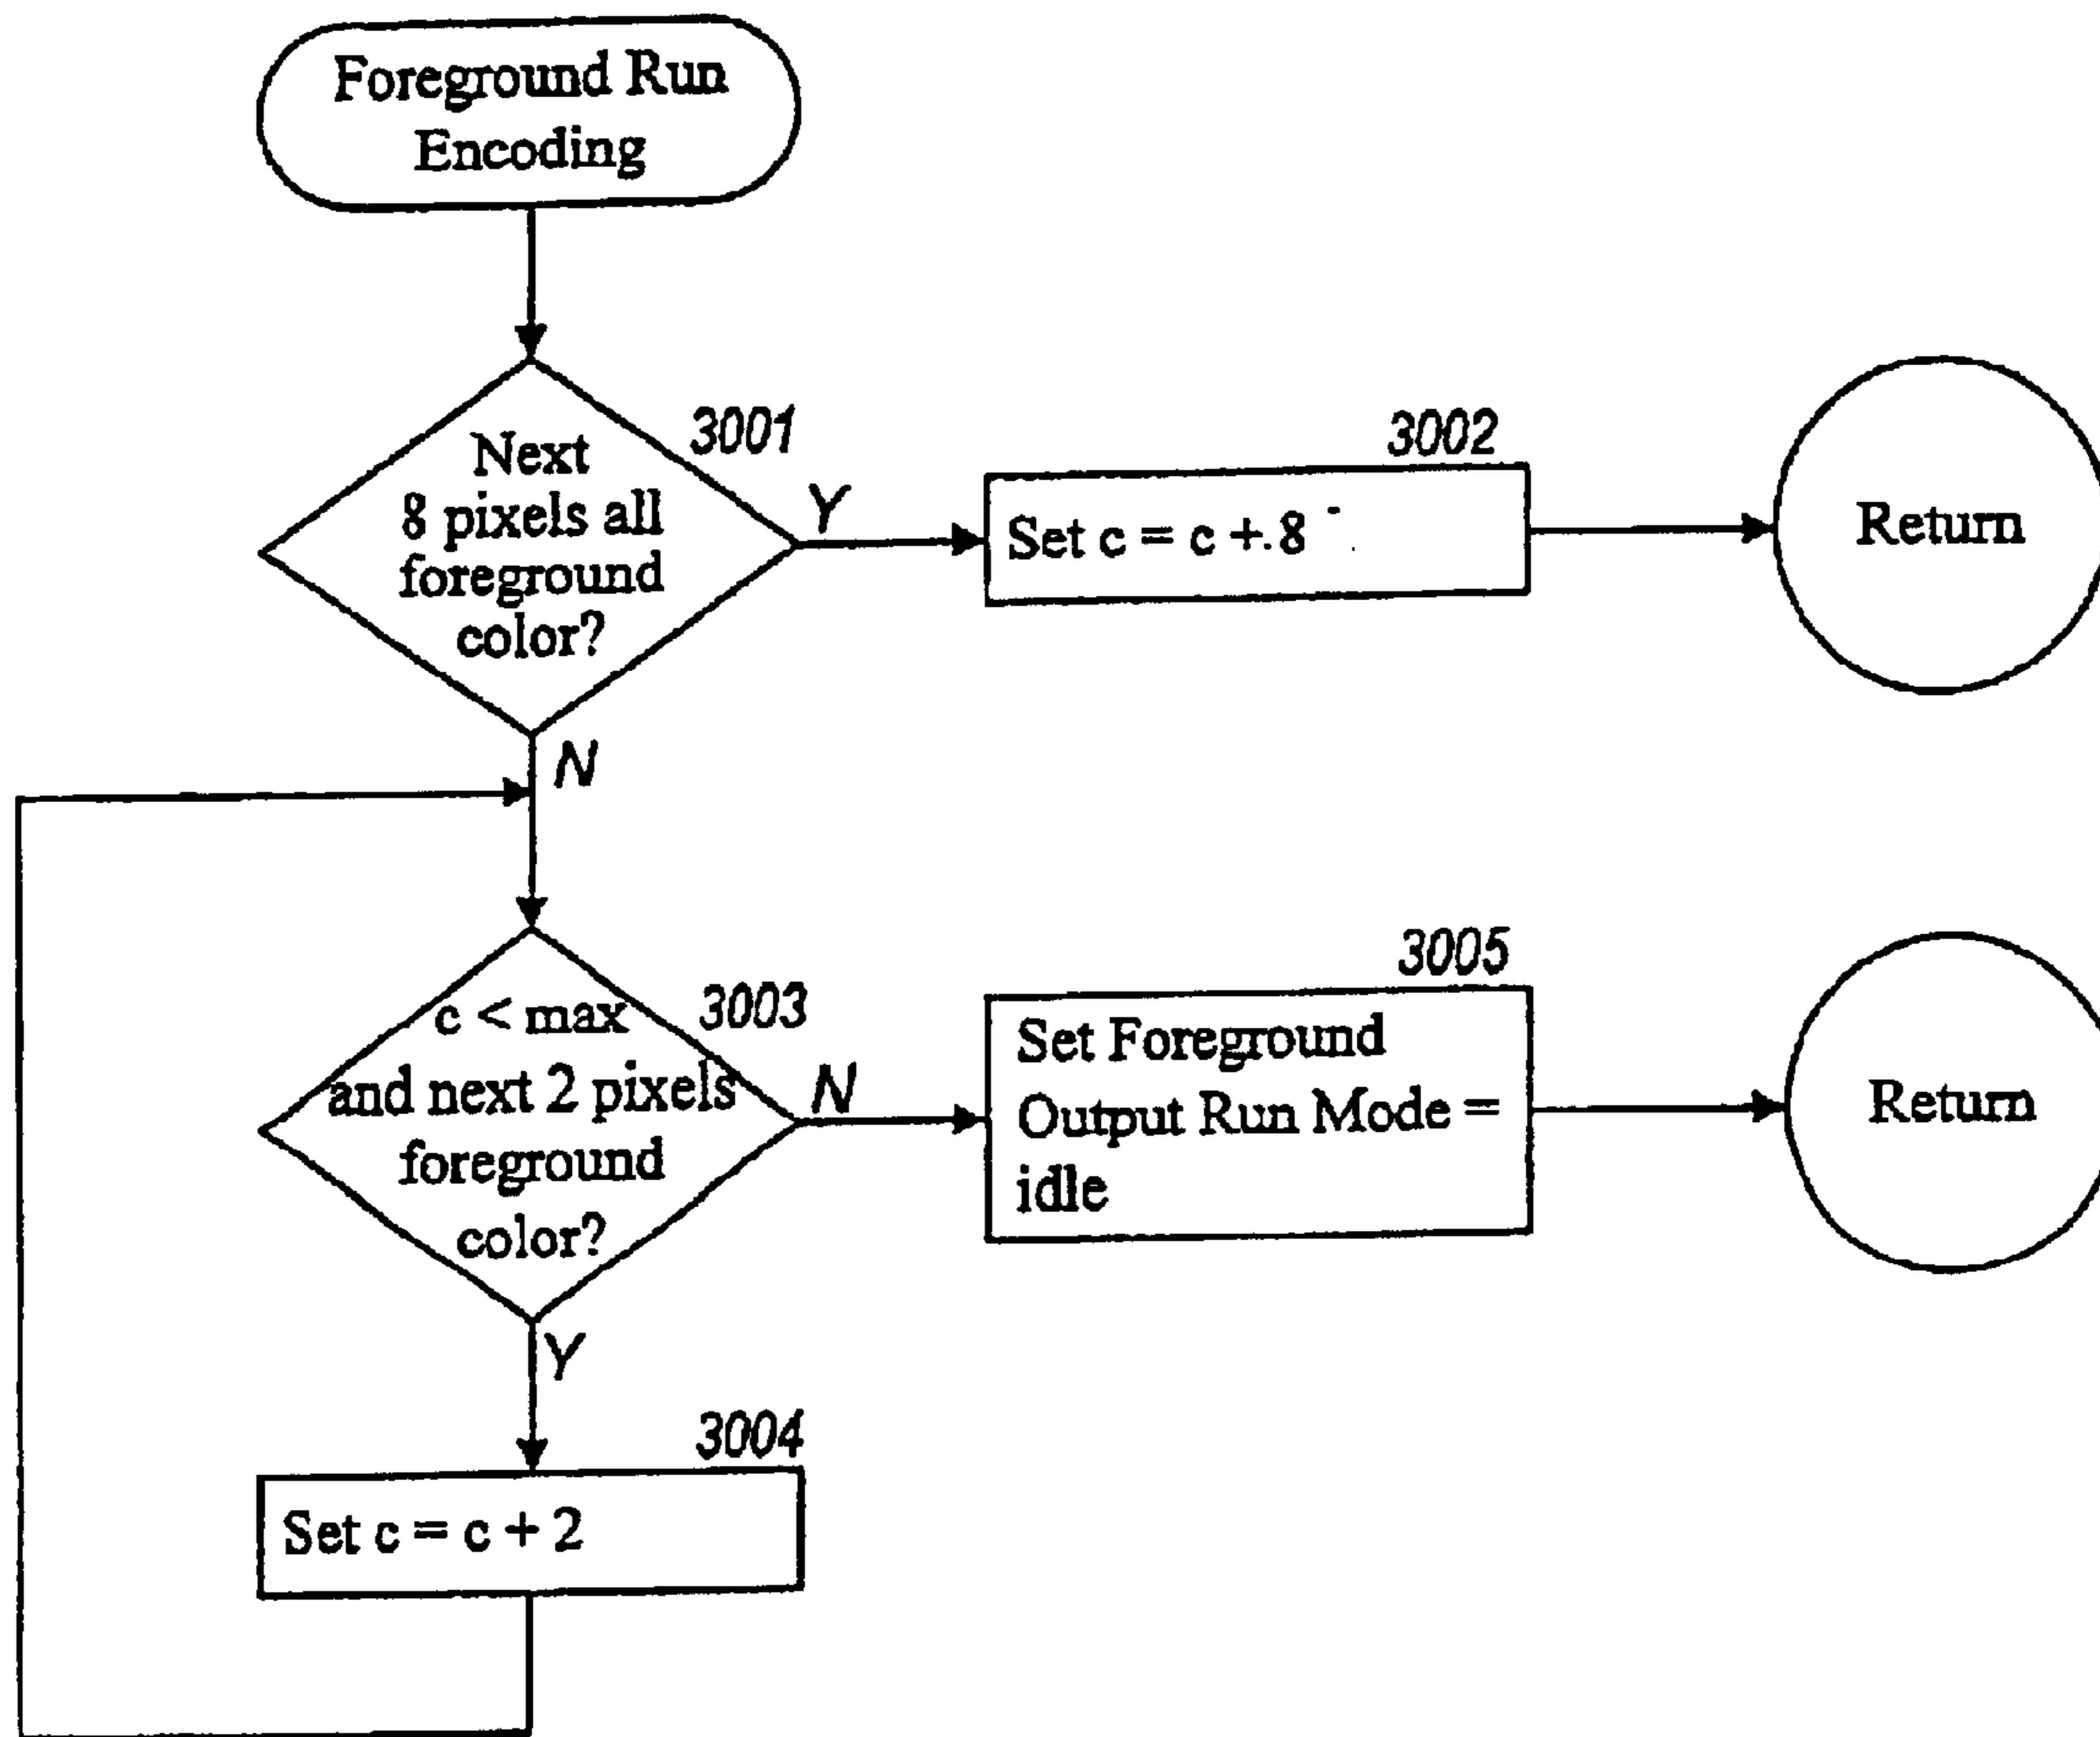 Foreground Run
Encoding
Next
8 pixels all
foreground
color?
3001
Y
3002
Set c = c + 8
Return
N
c < max
and next 2 pixels
foreground
color?
3003
N
3005
Set Foreground
Output Run Mode =
idle
Return
Y
3004
Set c = c + 2